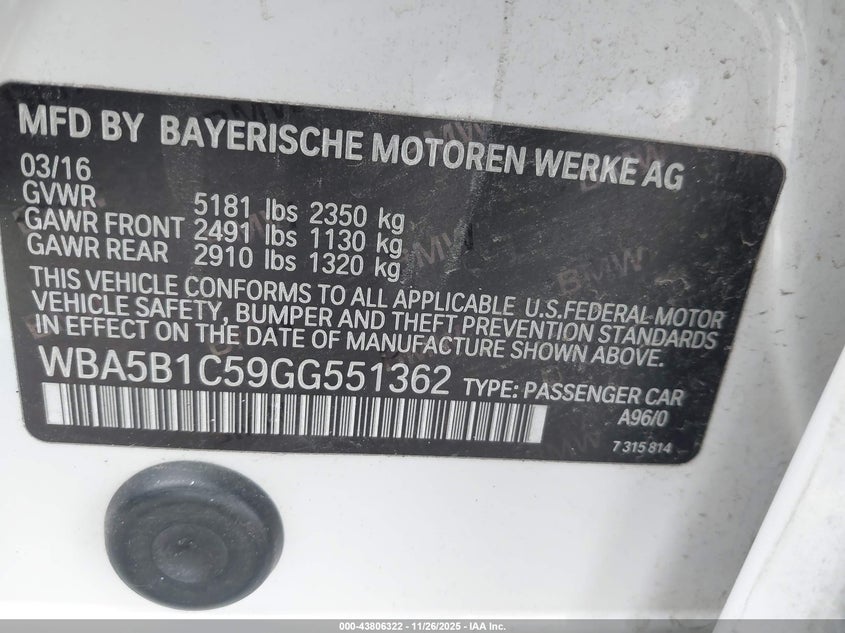 MFD BY BAYERISCHE MOTOREN WERKE AG
03/16
GVWR 5181 lbs 2350 kg
GAWR FRONT 2491 lbs 1130 kg
GAWR REAR 2910 lbs 1320 kg
THIS VEHICLE CONFORMS TO ALL APPLICABLE U.S.FEDERAL MOTOR
VEHICLE SAFETY, BUMPER AND THEFT PREVENTION STANDARDS
IN EFFECT ON THE DATE OF MANUFACTURE SHOWN ABOVE.
WBA5B1C59GG551362 TYPE: PASSENGER CAR
A96/0
7 315 814
000-43806322 | 11/26/2025 - IAA Inc.